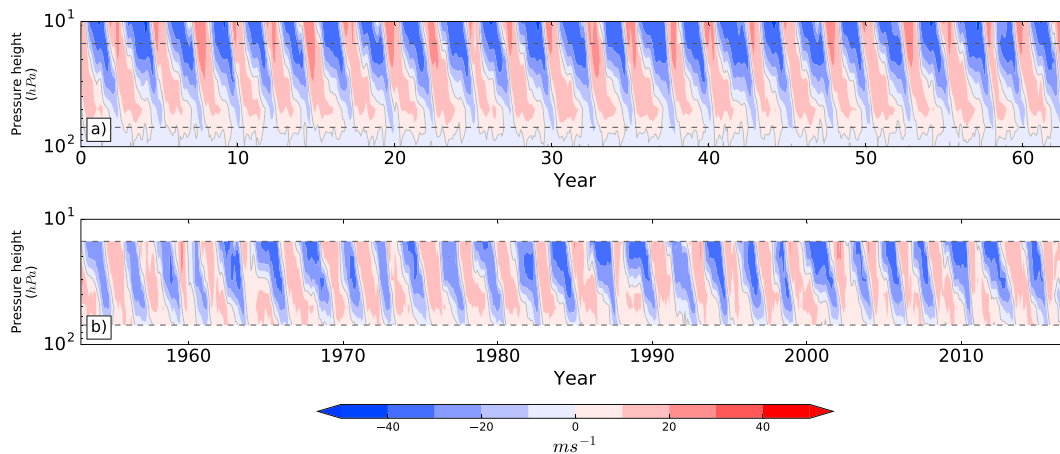 10¹
Pressure height
(hPa)
a)
10²
0 10 20 30 40 50 60
Year
10¹
Pressure height
(hPa)
b)
10²
1960 1970 1980 1990 2000 2010
Year
−40 −20 0 20 40
ms⁻¹